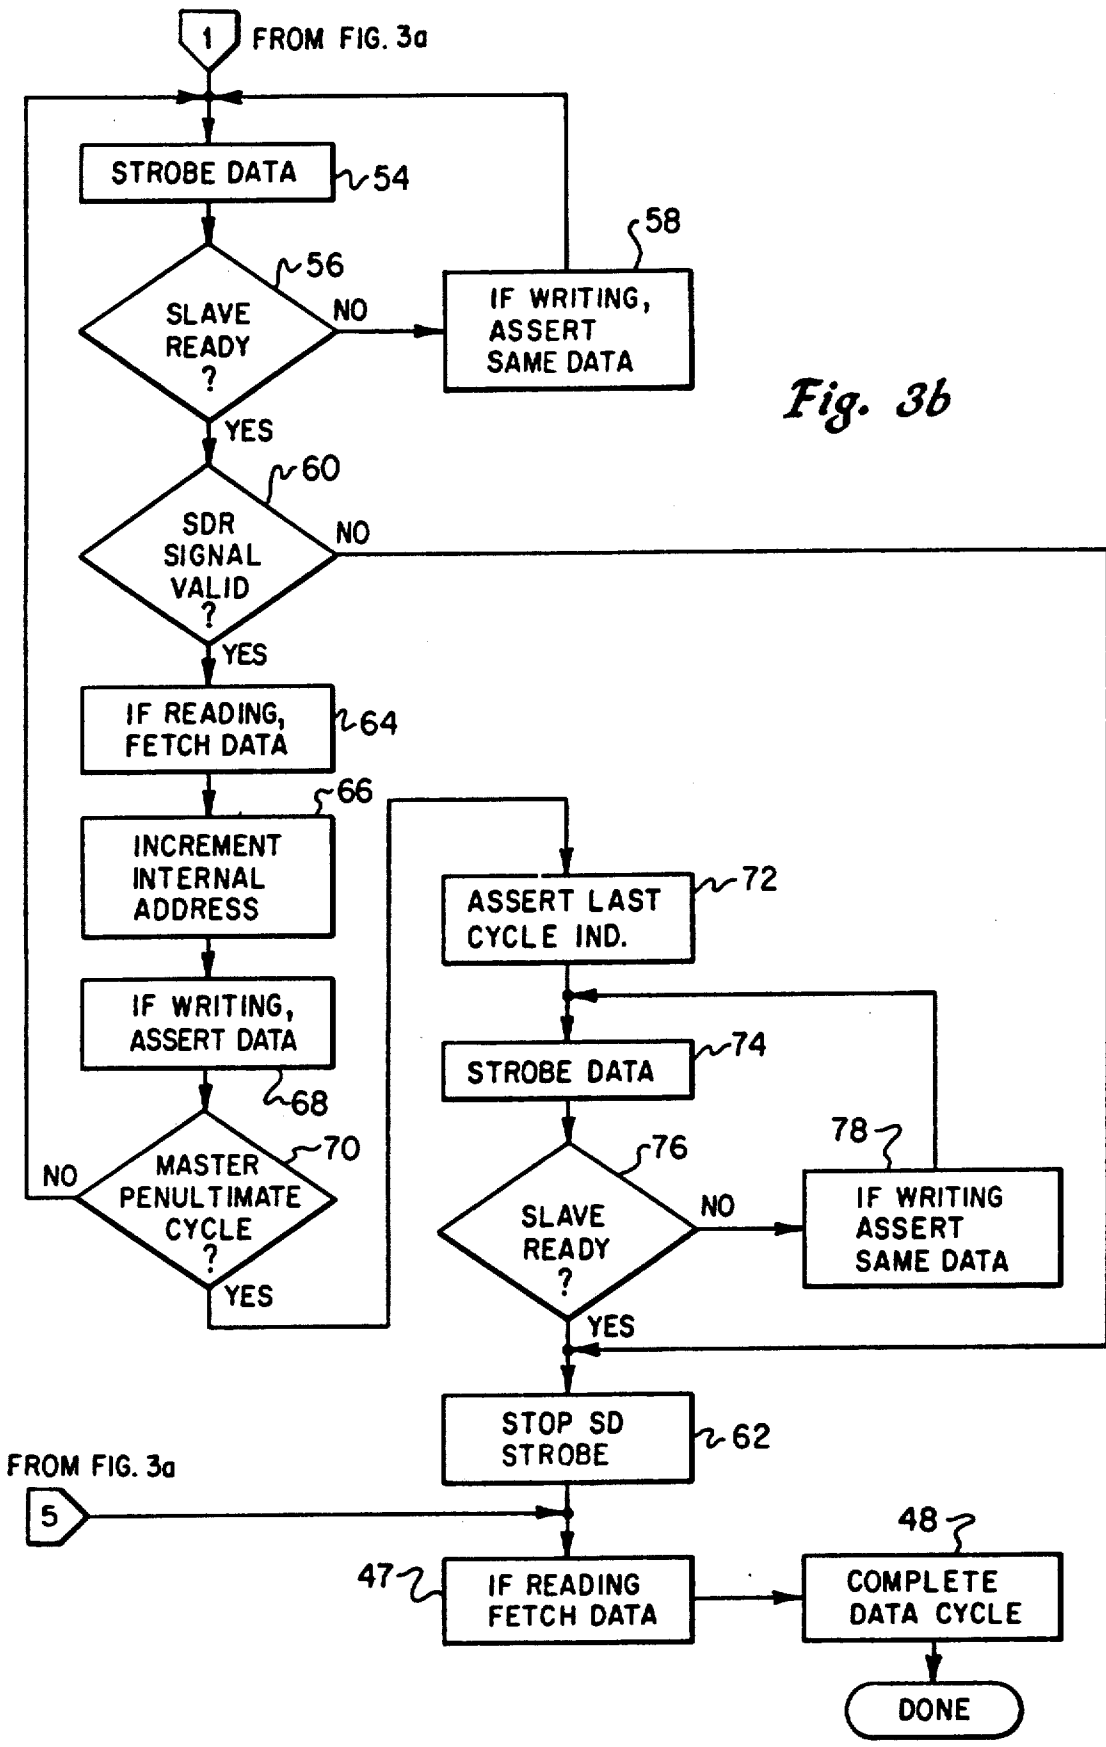 1 FROM FIG. 3a
STROBE DATA
54
56
SLAVE
READY
?
NO
YES
58
IF WRITING,
ASSERT
SAME DATA
Fig. 3b
60
SDR
SIGNAL
VALID
?
NO
YES
IF READING,
FETCH DATA
64
66
INCREMENT
INTERNAL
ADDRESS
IF WRITING,
ASSERT DATA
68
70
MASTER
PENULTIMATE
CYCLE
?
NO
YES
ASSERT LAST
CYCLE IND.
72
STROBE DATA
74
76
SLAVE
READY
?
NO
YES
78
IF WRITING
ASSERT
SAME DATA
STOP SD
STROBE
62
FROM FIG. 3a
5
47
IF READING
FETCH DATA
48
COMPLETE
DATA CYCLE
DONE